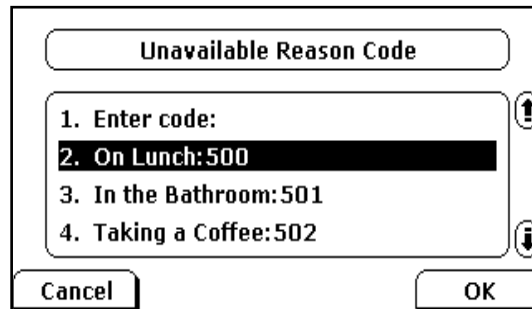 Unavailable Reason Code
1. Enter code:
2. On Lunch:500
3. In the Bathroom:501
4. Taking a Coffee:502
Cancel
OK